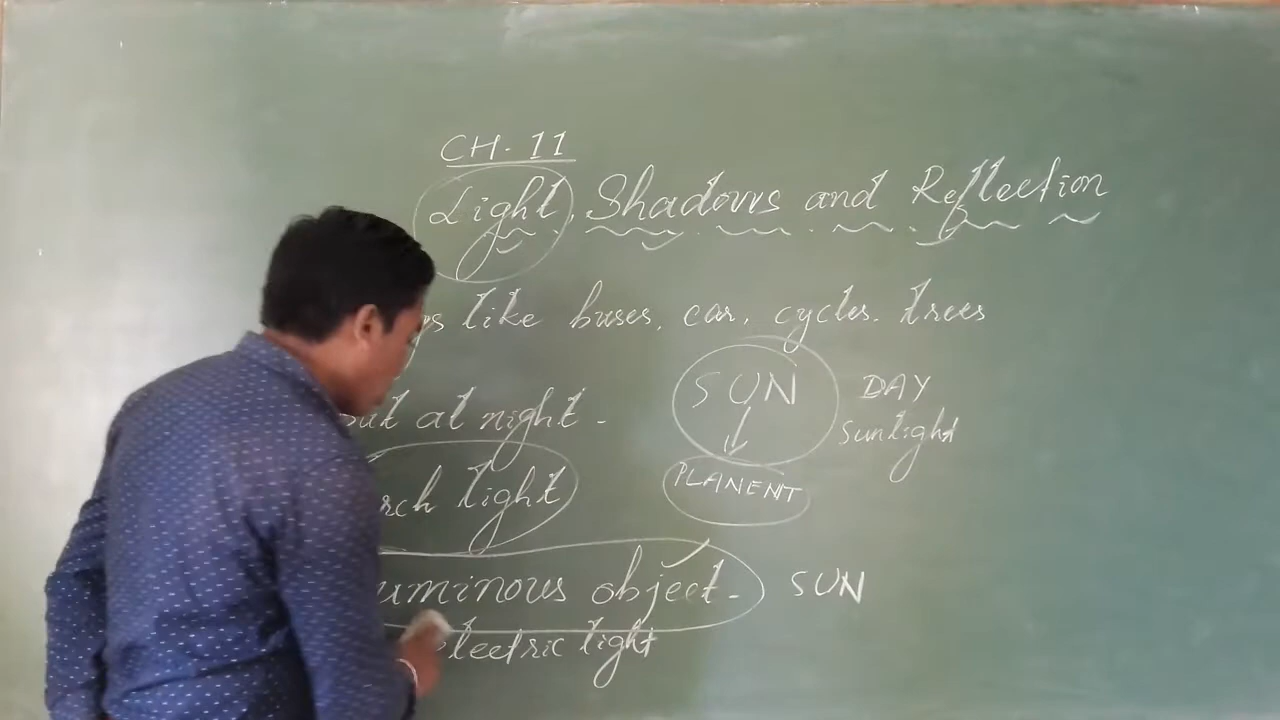 CH-11
Light, Shadows and Reflection
like buses, car, cycles. trees
at night -
SUN
DAY
sunlight
light
PLANENT
object -
SUN
light